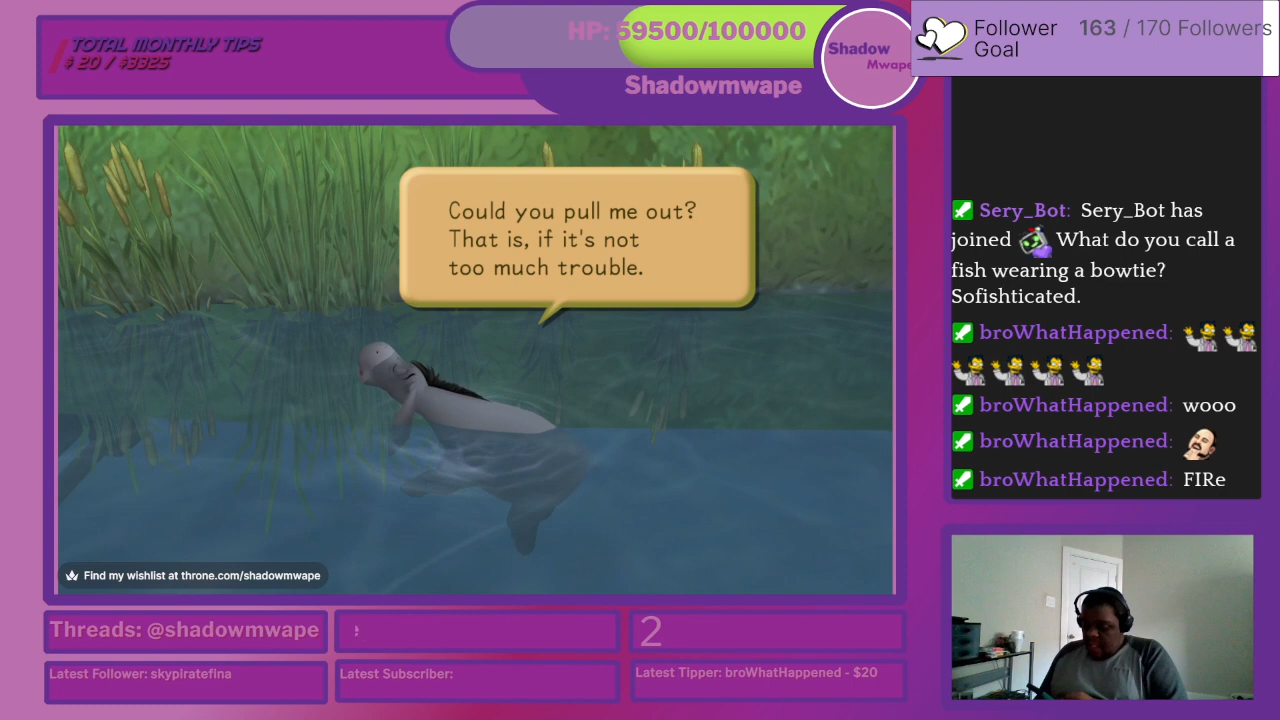 TOTAL MONTHLY TIPS
$ 20 / $3325
HP: 59500/100000
Shadowmwape
Shadow
Mwape
Follower
Goal
163 / 170 Followers
Could you pull me out?
That is, if it's not
too much trouble.
Find my wishlist at throne.com/shadowmwape
Sery_Bot: Sery_Bot has
joined What do you call a
fish wearing a bowtie?
Sofishticated.
broWhatHappened:
broWhatHappened: wooo
broWhatHappened:
broWhatHappened: FIRe
Threads: @shadowmwape
2
Latest Follower: skypiratefina
Latest Subscriber:
Latest Tipper: broWhatHappened - $20